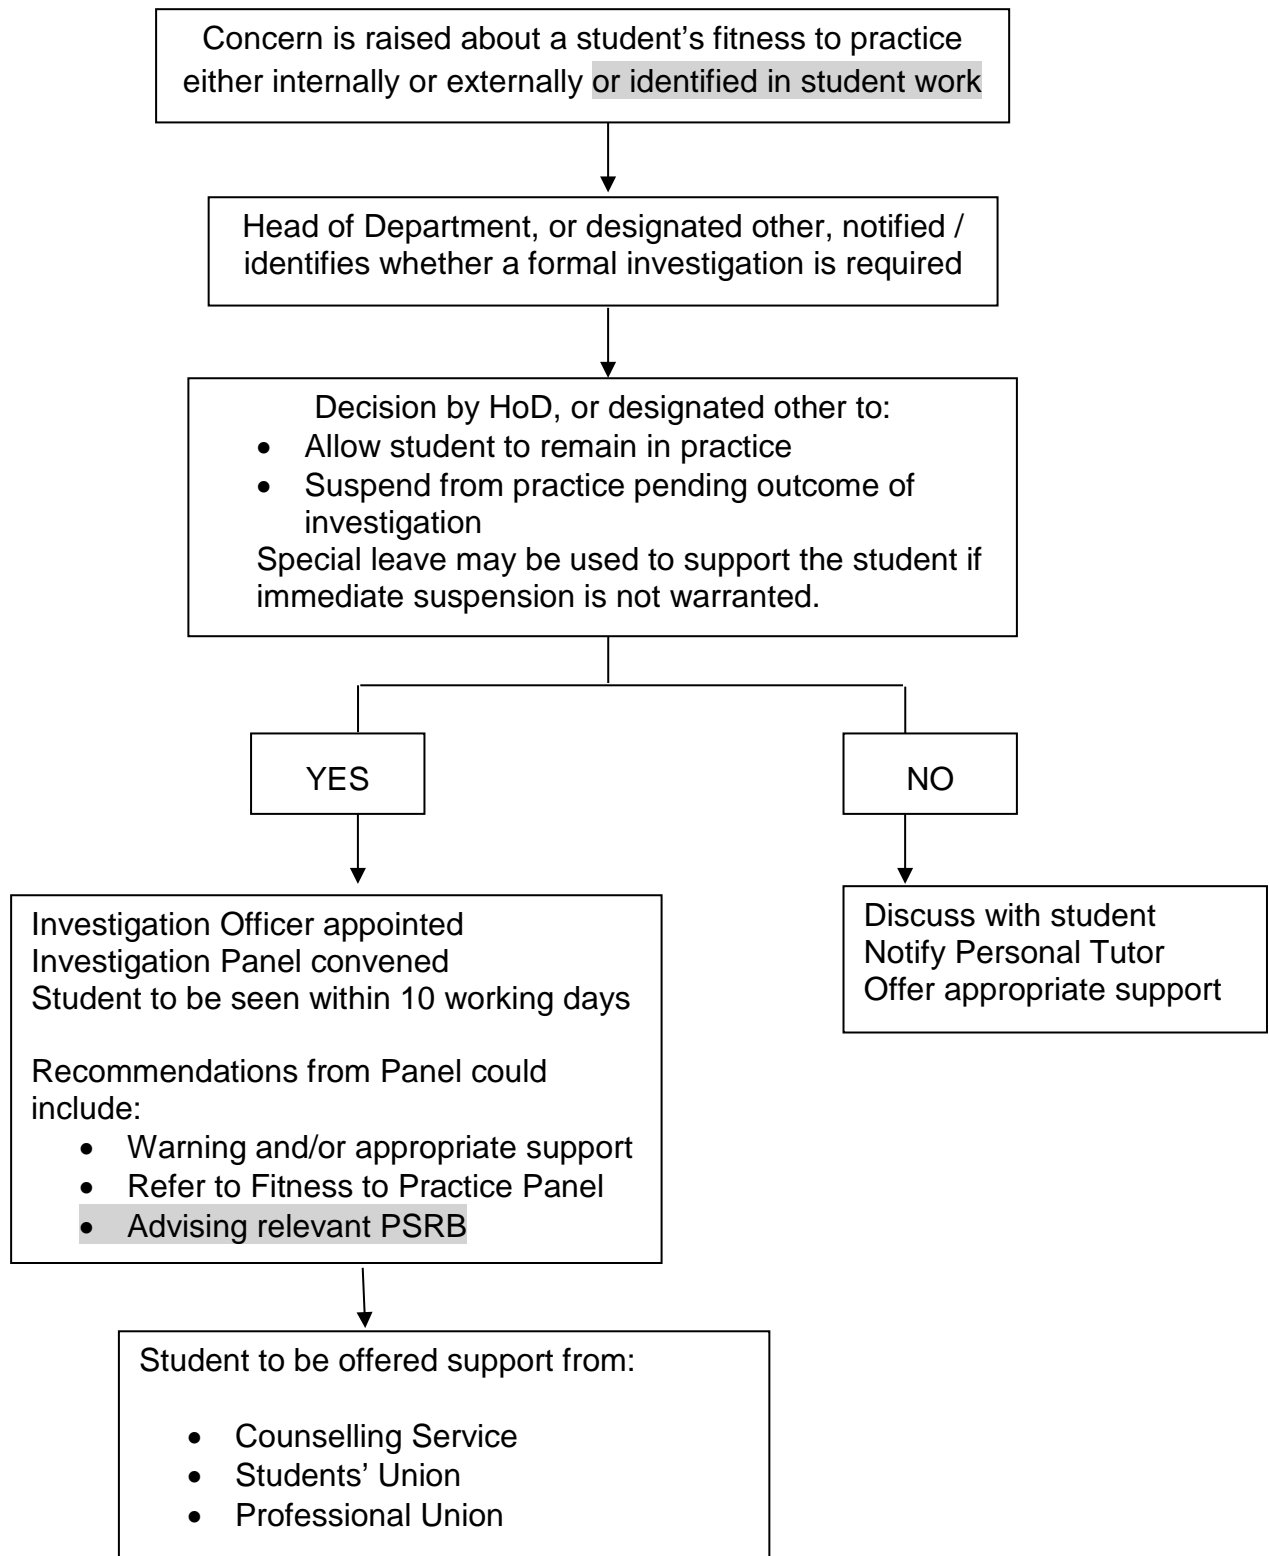 Concern is raised about a student’s fitness to practice
either internally or externally or identified in student work
Head of Department, or designated other, notified /
identifies whether a formal investigation is required
Decision by HoD, or designated other to:
• Allow student to remain in practice
• Suspend from practice pending outcome of
investigation
Special leave may be used to support the student if
immediate suspension is not warranted.
YES
NO
Investigation Officer appointed
Investigation Panel convened
Student to be seen within 10 working days
Recommendations from Panel could
include:
• Warning and/or appropriate support
• Refer to Fitness to Practice Panel
• Advising relevant PSRB
Discuss with student
Notify Personal Tutor
Offer appropriate support
Student to be offered support from:
• Counselling Service
• Students’ Union
• Professional Union